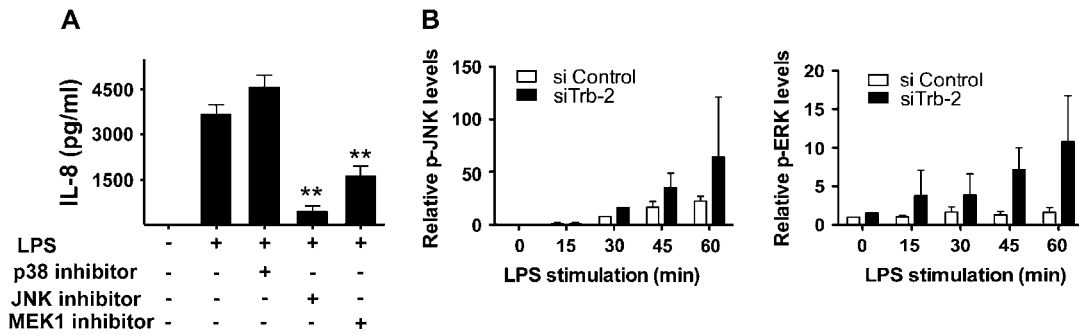 A
IL-8 (pg/ml)
4500
3000
1500
**
**
LPS - + + + +
p38 inhibitor - - + - -
JNK inhibitor - - - + -
MEK1 inhibitor - - - - +
B
Relative p-JNK levels
150
100
50
0
si Control
siTrb-2
0 15 30 45 60
LPS stimulation (min)
Relative p-ERK levels
20
15
10
5
0
si Control
siTrb-2
0 15 30 45 60
LPS stimulation (min)